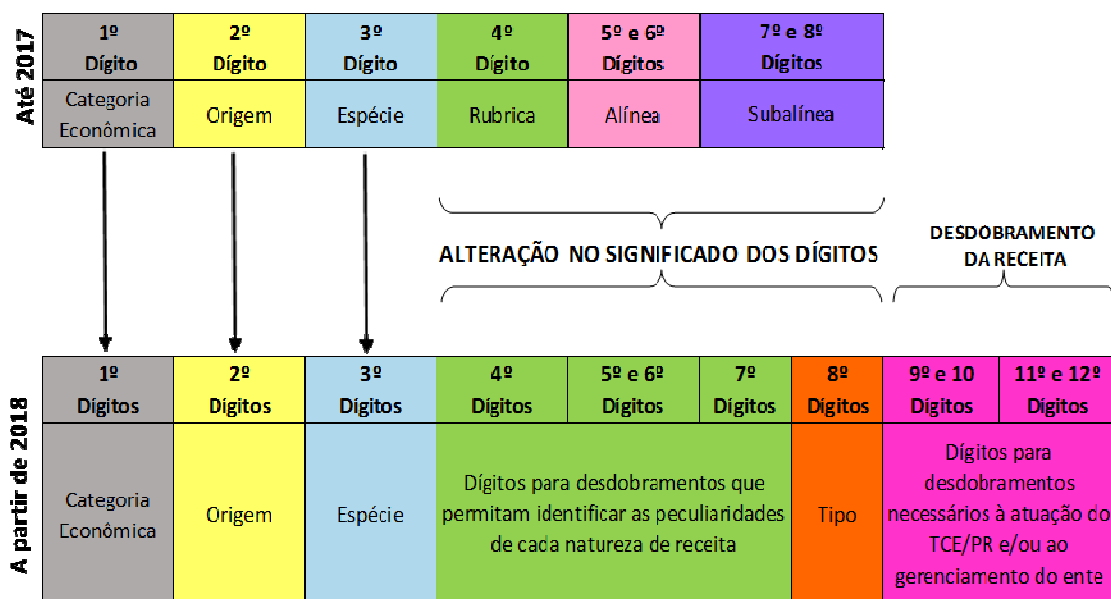 Até 2017
1º Dígito
2º Dígito
3º Dígito
4º Dígito
5º e 6º Dígitos
7º e 8º Dígitos
Categoria Econômica
Origem
Espécie
Rubrica
Alínea
Subalínea
ALTERAÇÃO NO SIGNIFICADO DOS DÍGITOS
DESDOBRAMENTO
DA RECEITA
A partir de 2018
1º Dígitos
2º Dígitos
3º Dígitos
4º Dígitos
5º e 6º Dígitos
7º Dígitos
8º Dígitos
9º e 10 Dígitos
11º e 12º Dígitos
Categoria Econômica
Origem
Espécie
Dígitos para desdobramentos que
permitam identificar as peculiaridades
de cada natureza de receita
Tipo
Dígitos para
desdobramentos
necessários à atuação do
TCE/PR e/ou ao
gerenciamento do ente